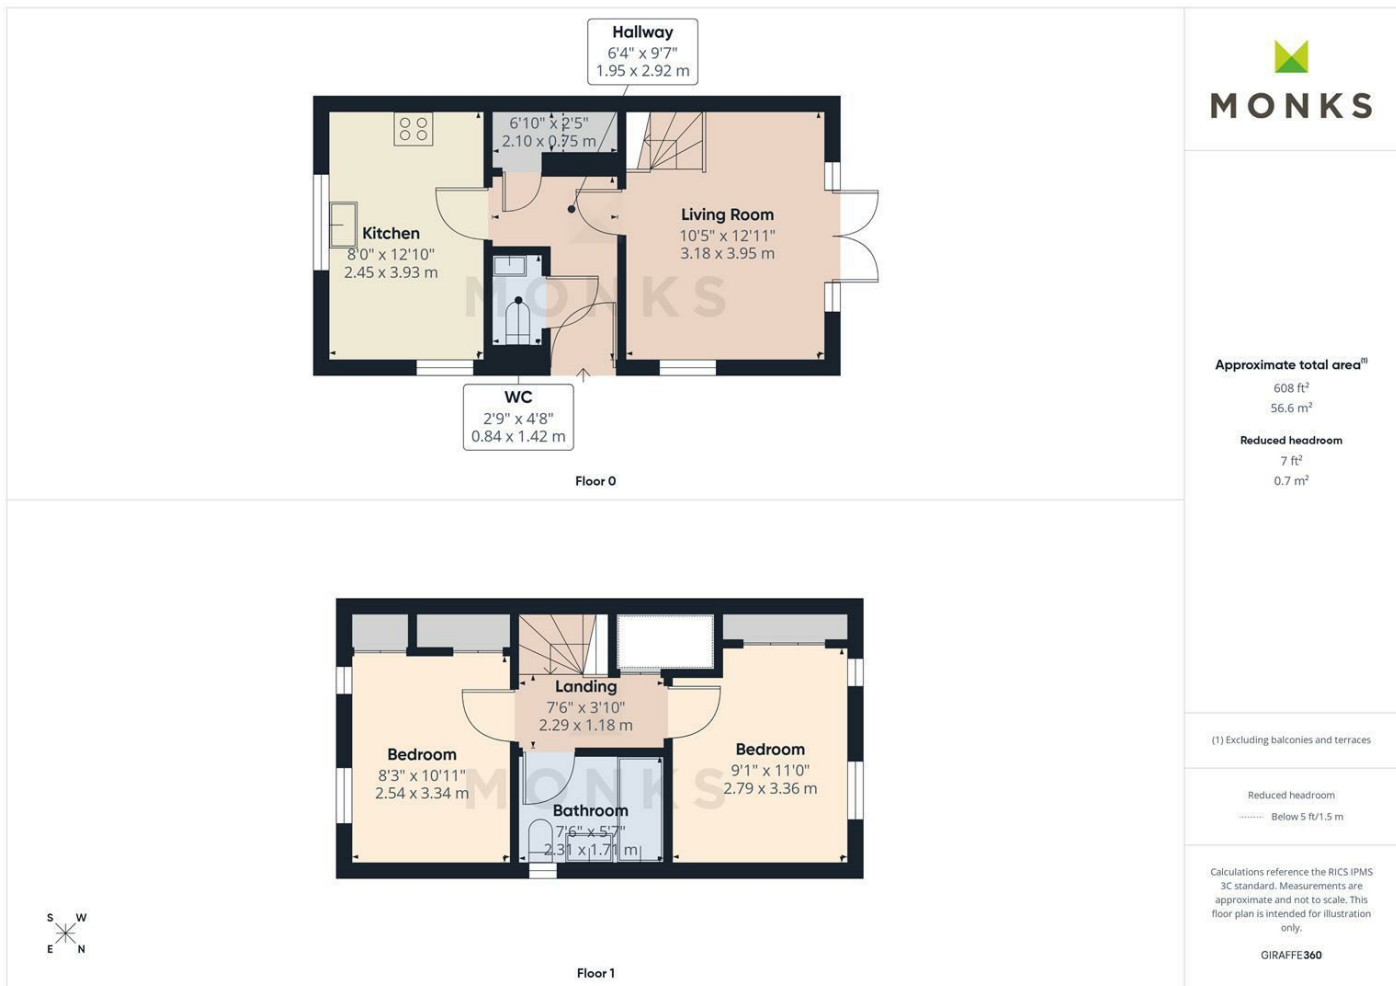 Hallway
6'4" x 9'7"
1.95 x 2.92 m
6'10" x 2'5"
2.10 x 0.75 m
Kitchen
8'0" x 12'10"
2.45 x 3.93 m
Living Room
10'5" x 12'11"
3.18 x 3.95 m
MONKS
WC
2'9" x 4'8"
0.84 x 1.42 m
Floor 0
Landing
7'6" x 3'10"
2.29 x 1.18 m
Bedroom
8'3" x 10'11"
2.54 x 3.34 m
Bedroom
9'1" x 11'0"
2.79 x 3.36 m
MONKS
Bathroom
7'6" x 5'7"
2.31 x 1.71 m
S W
E N
Floor 1
MONKS
Approximate total area(1)
608 ft²
56.6 m²
Reduced headroom
7 ft²
0.7 m²
(1) Excluding balconies and terraces
Reduced headroom
Below 5 ft/1.5 m
Calculations reference the RICS IPMS
3C standard. Measurements are
approximate and not to scale. This
floor plan is intended for illustration
only.
GIRAFFE360